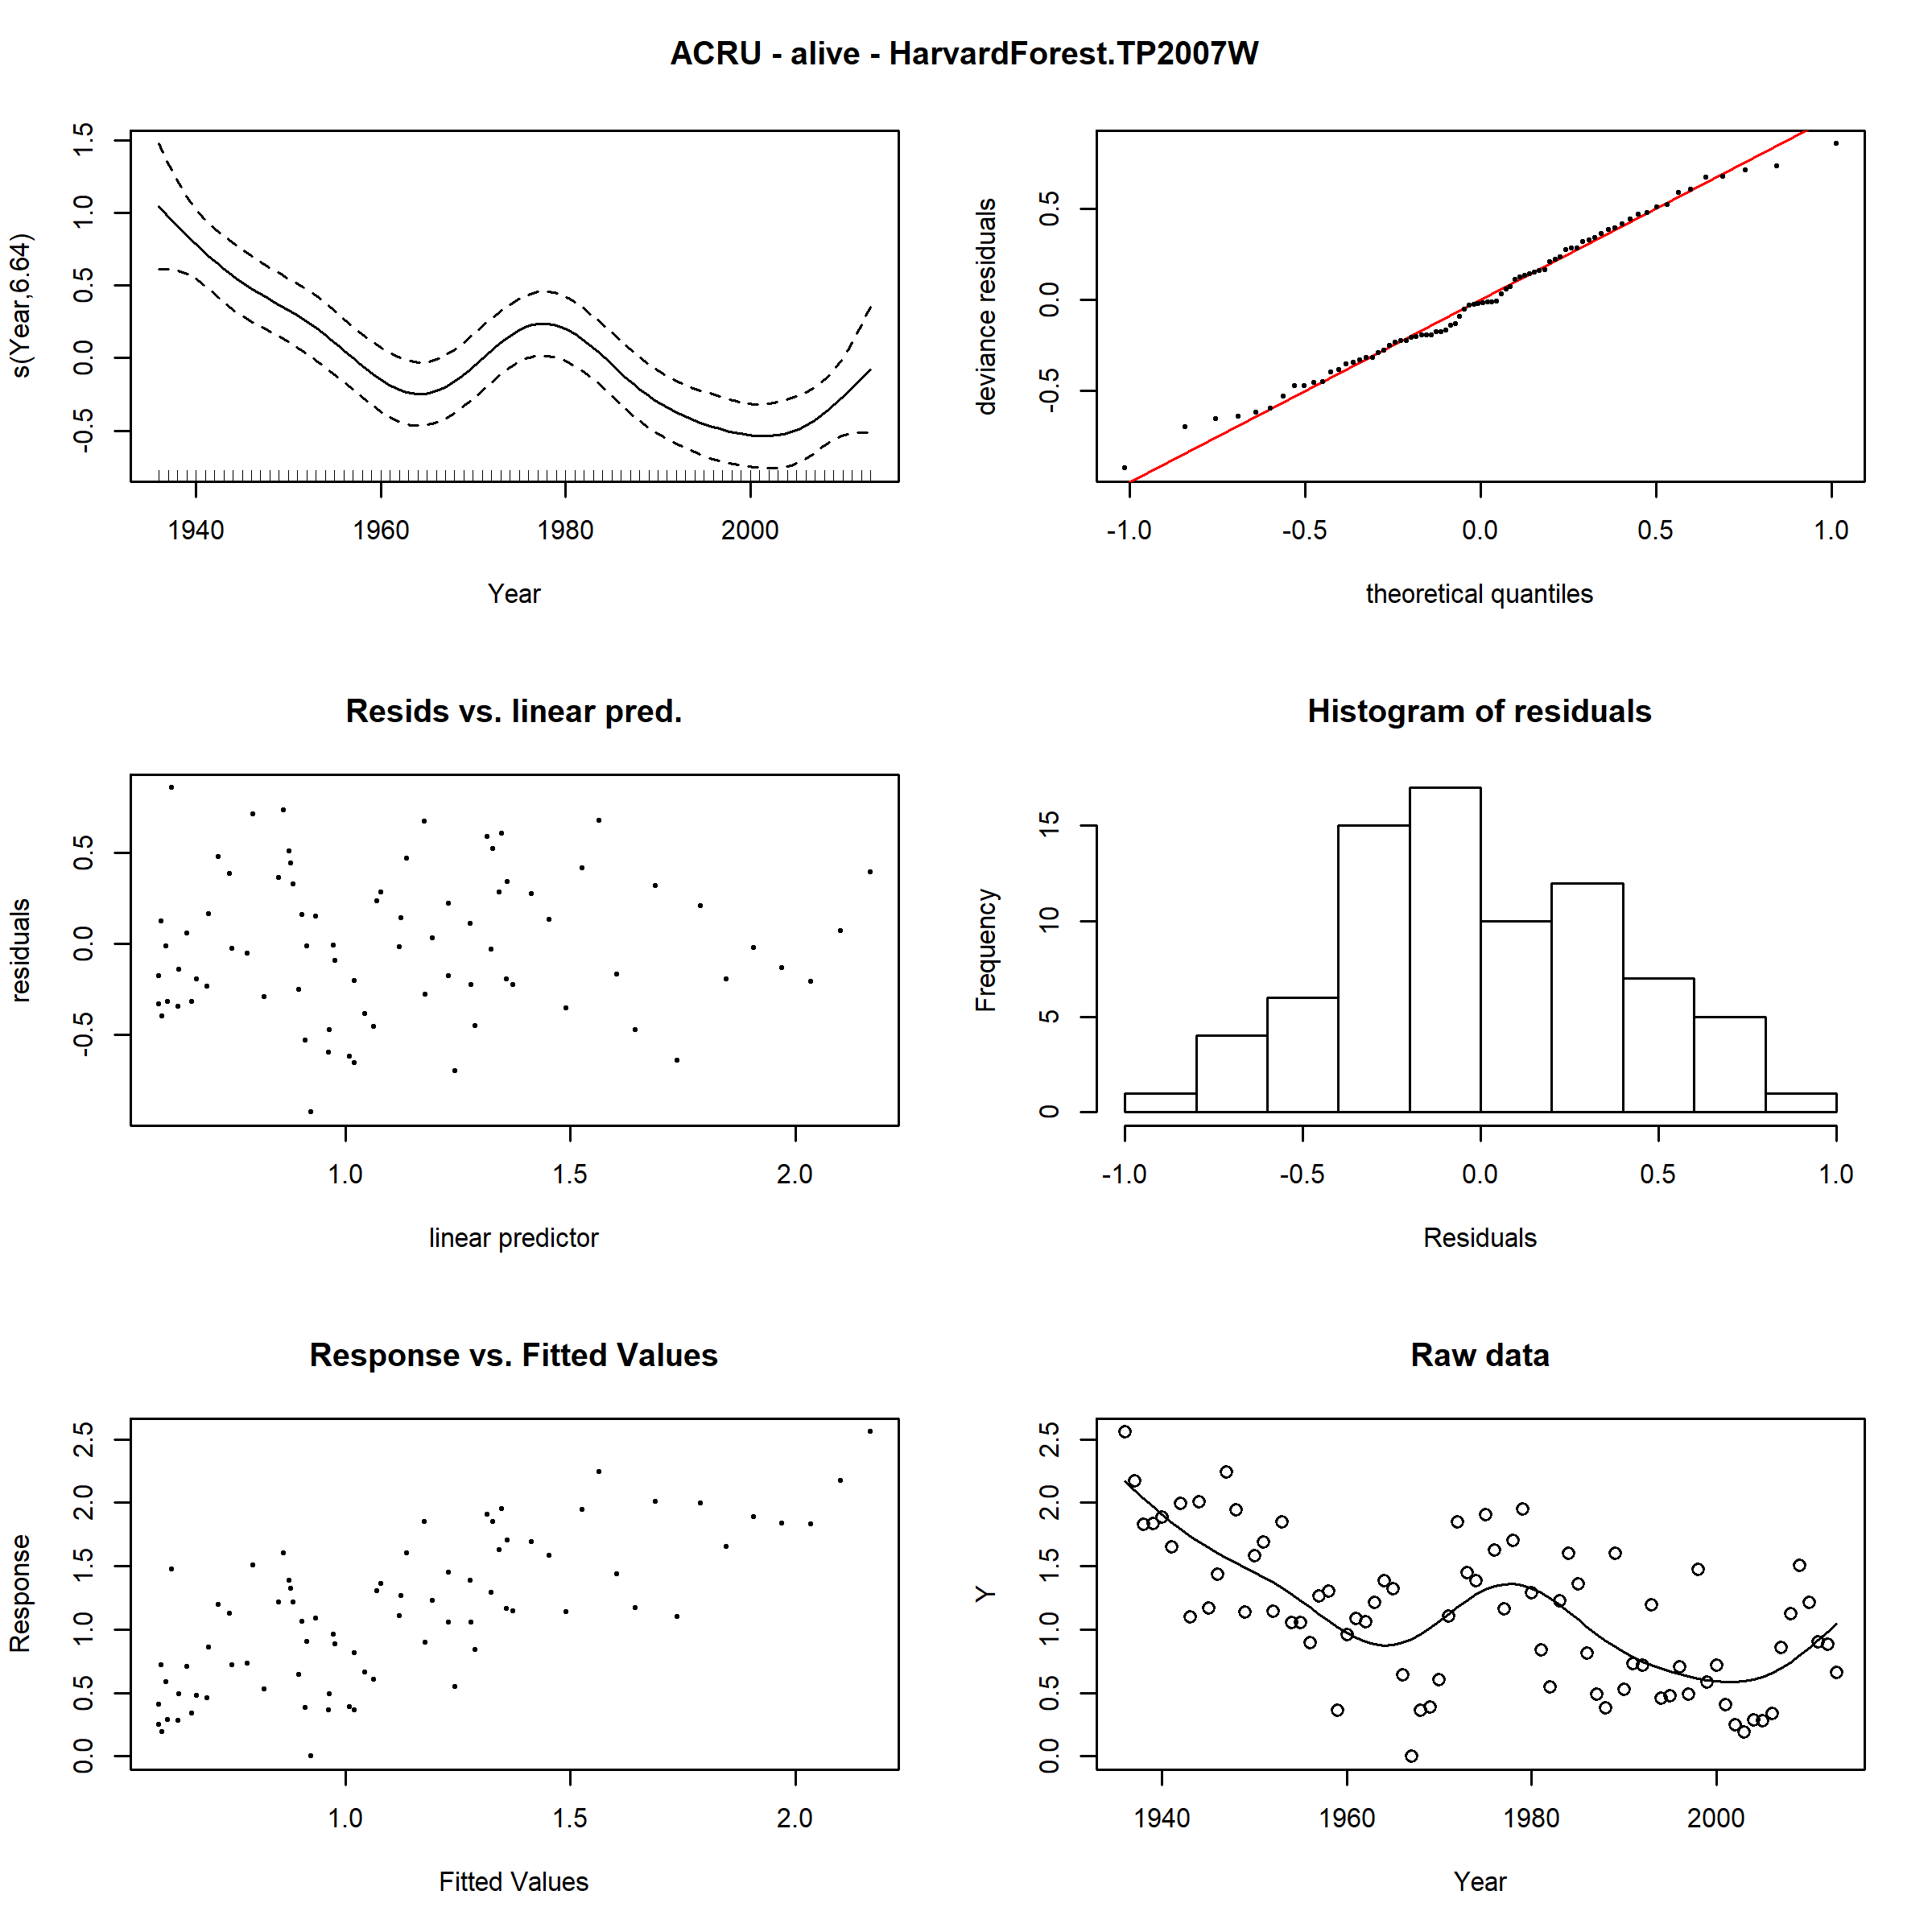 ACRU - alive - HarvardForest.TP2007W
s(Year,6.64)
1.5
1.0
0.5
0.0
-0.5
1940 1960 1980 2000
Year
deviance residuals
0.5
0.0
-0.5
-1.0 -0.5 0.0 0.5 1.0
theoretical quantiles
Resids vs. linear pred.
residuals
0.5
0.0
-0.5
1.0 1.5 2.0
linear predictor
Histogram of residuals
Frequency
15
10
5
0
-1.0 -0.5 0.0 0.5 1.0
Residuals
Response vs. Fitted Values
Response
2.5
2.0
1.5
1.0
0.5
0.0
1.0 1.5 2.0
Fitted Values
Raw data
Y
2.5
2.0
1.5
1.0
0.5
0.0
1940 1960 1980 2000
Year